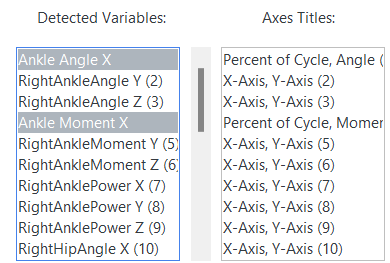 Detected Variables:
Axes Titles:
Ankle Angle X
RightAnkleAngle Y (2)
RightAnkleAngle Z (3)
Ankle Moment X
RightAnkleMoment Y (5)
RightAnkleMoment Z (6)
RightAnklePower X (7)
RightAnklePower Y (8)
RightAnklePower Z (9)
RightHipAngle X (10)
Percent of Cycle, Angle (
X-Axis, Y-Axis (2)
X-Axis, Y-Axis (3)
Percent of Cycle, Momen
X-Axis, Y-Axis (5)
X-Axis, Y-Axis (6)
X-Axis, Y-Axis (7)
X-Axis, Y-Axis (8)
X-Axis, Y-Axis (9)
X-Axis, Y-Axis (10)